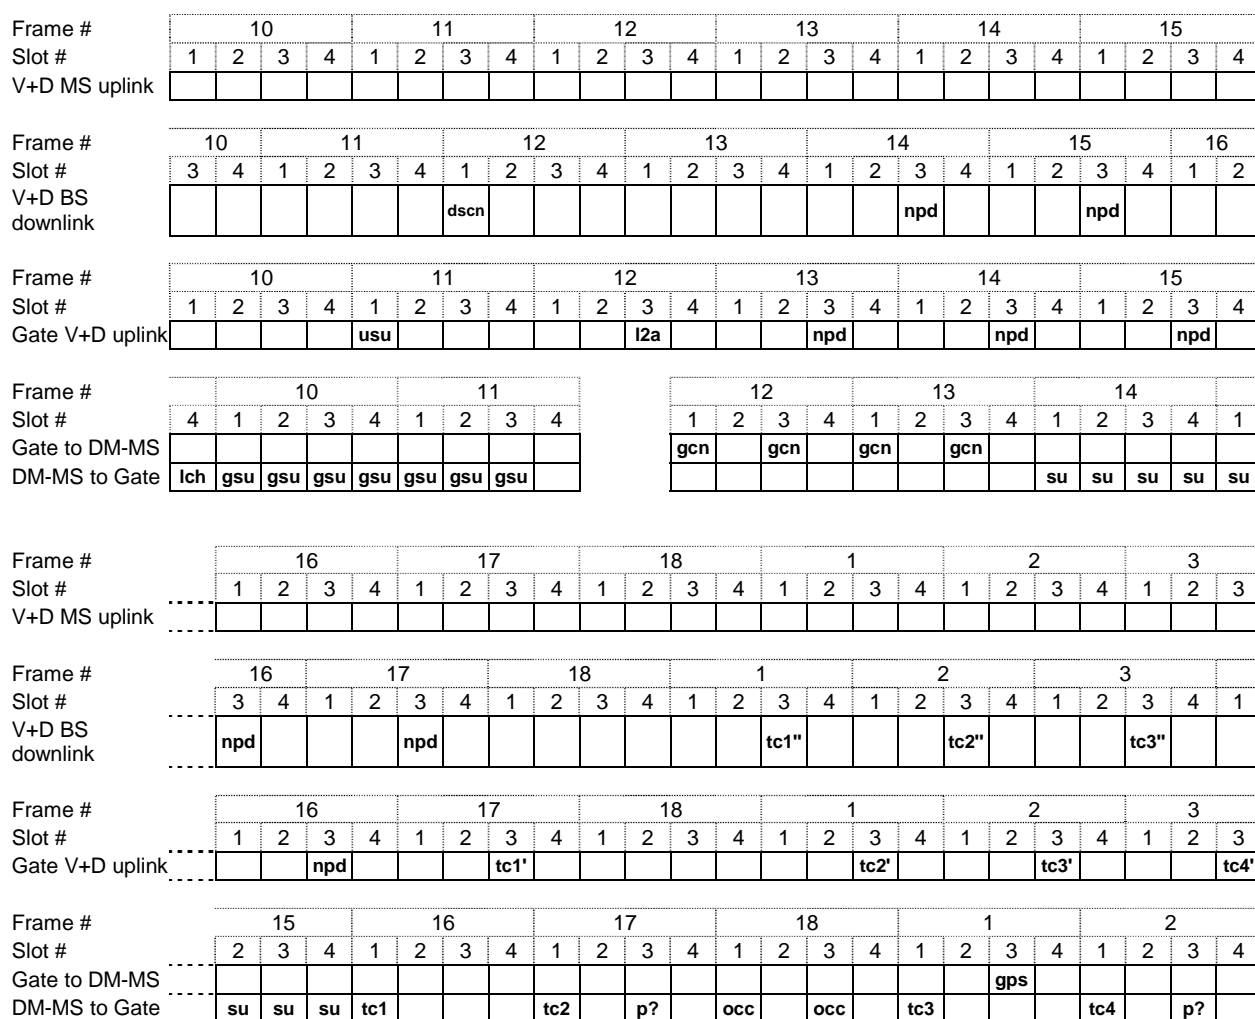 Frame # 10 11 12 13 14 15
Slot # 1 2 3 4 1 2 3 4 1 2 3 4 1 2 3 4 1 2 3 4 1 2 3 4
V+D MS uplink
Frame # 10 11 12 13 14 15 16
Slot # 3 4 1 2 3 4 1 2 3 4 1 2 3 4 1 2 3 4 1 2 3 4 1 2
V+D BS
downlink dscn npd npd
Frame # 10 11 12 13 14 15
Slot # 1 2 3 4 1 2 3 4 1 2 3 4 1 2 3 4 1 2 3 4 1 2 3 4
Gate V+D uplink usu l2a npd npd npd
Frame # 10 11 12 13 14
Slot # 4 1 2 3 4 1 2 3 4 1 2 3 4 1 2 3 4 1 2 3 4 1
Gate to DM-MS gcn gcn gcn gcn
DM-MS to Gate lch gsu gsu gsu gsu gsu gsu gsu su su su su su
Frame # 16 17 18 1 2 3
Slot # 1 2 3 4 1 2 3 4 1 2 3 4 1 2 3 4 1 2 3 4 1 2 3
V+D MS uplink
Frame # 16 17 18 1 2 3
Slot # 3 4 1 2 3 4 1 2 3 4 1 2 3 4 1 2 3 4 1 2 3 4 1
V+D BS
downlink npd npd tc1" tc2" tc3"
Frame # 16 17 18 1 2 3
Slot # 1 2 3 4 1 2 3 4 1 2 3 4 1 2 3 4 1 2 3 4 1 2 3
Gate V+D uplink npd tc1' tc2' tc3' tc4'
Frame # 15 16 17 18 1 2
Slot # 2 3 4 1 2 3 4 1 2 3 4 1 2 3 4 1 2 3 4 1 2 3 4
Gate to DM-MS gps
DM-MS to Gate su su su tc1 tc2 p? occ occ tc3 tc4 p?